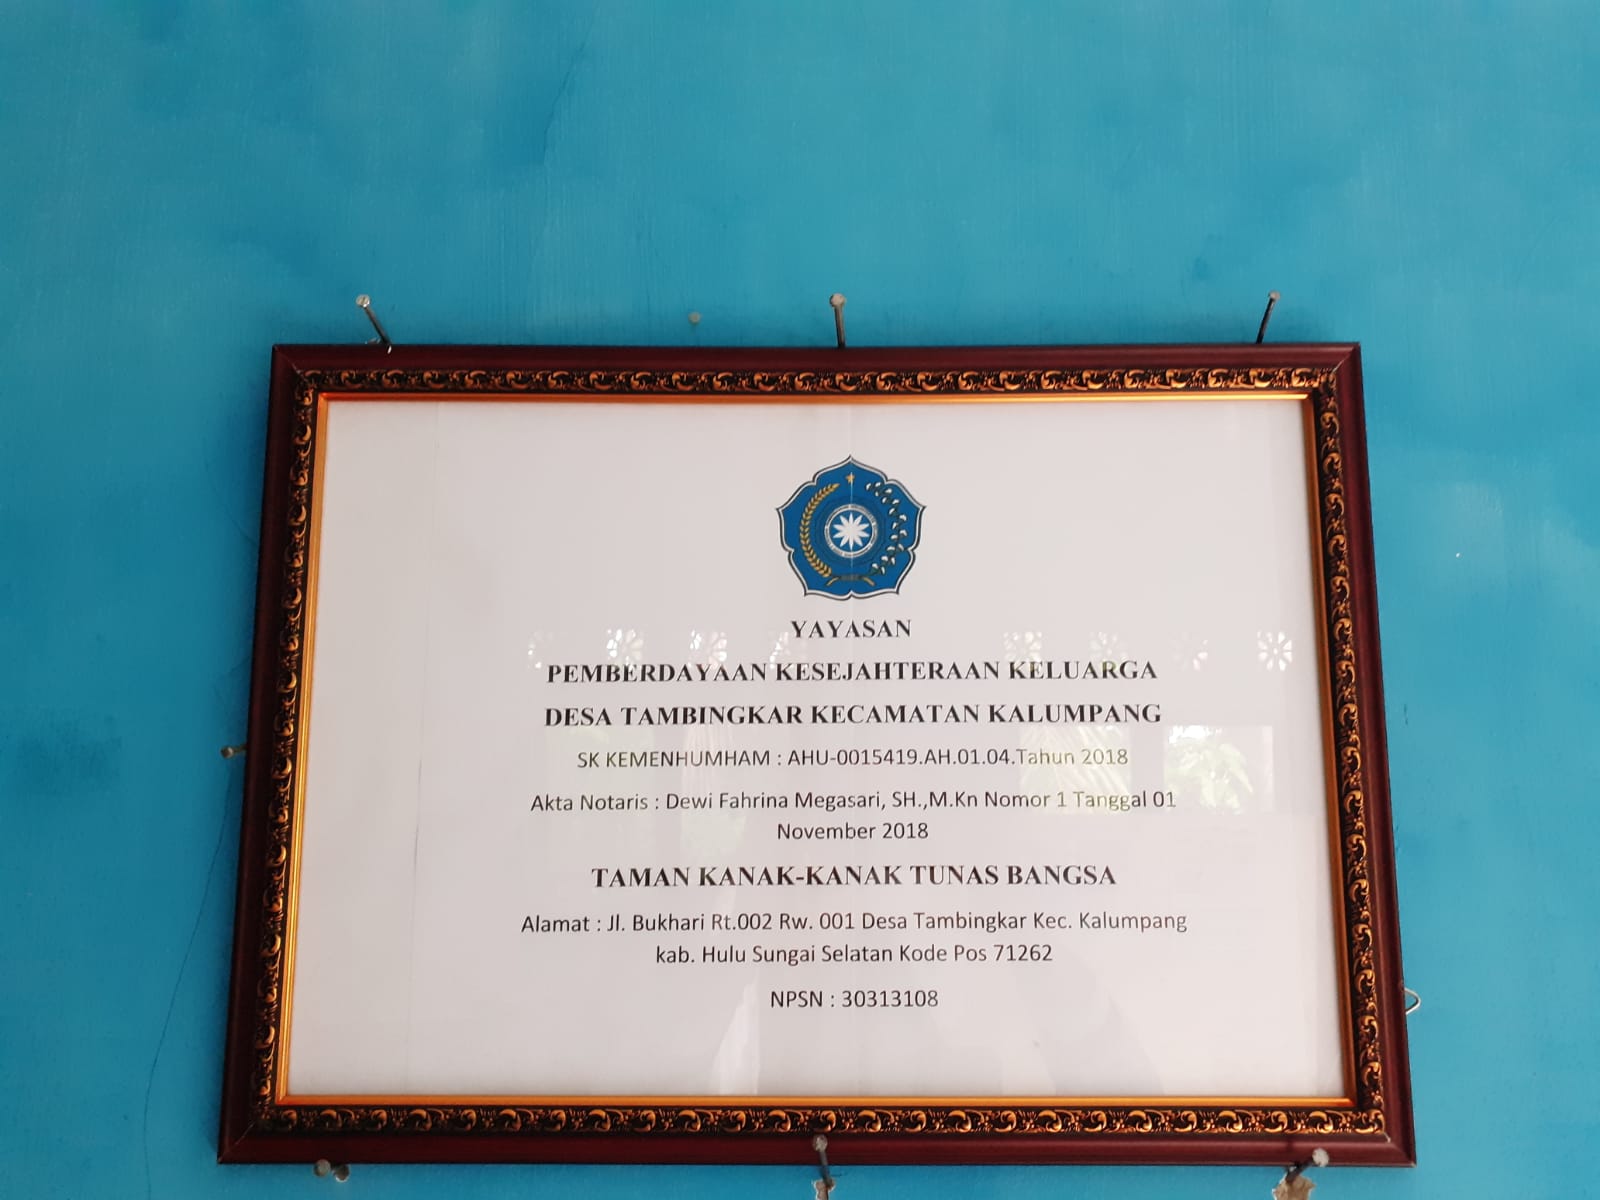 YAYASAN
PEMBERDAYAAN KESEJAHTERAAN KELUARGA
DESA TAMBINGKAR KECAMATAN KALUMPANG
SK KEMENHUMHAM : AHU-0015419.AH.01.04.Tahun 2018
Akta Notaris : Dewi Fahrina Megasari, SH.,M.Kn Nomor 1 Tanggal 01
November 2018
TAMAN KANAK-KANAK TUNAS BANGSA
Alamat : Jl. Bukhari Rt.002 Rw. 001 Desa Tambingkar Kec. Kalumpang
kab. Hulu Sungai Selatan Kode Pos 71262
NPSN : 30313108